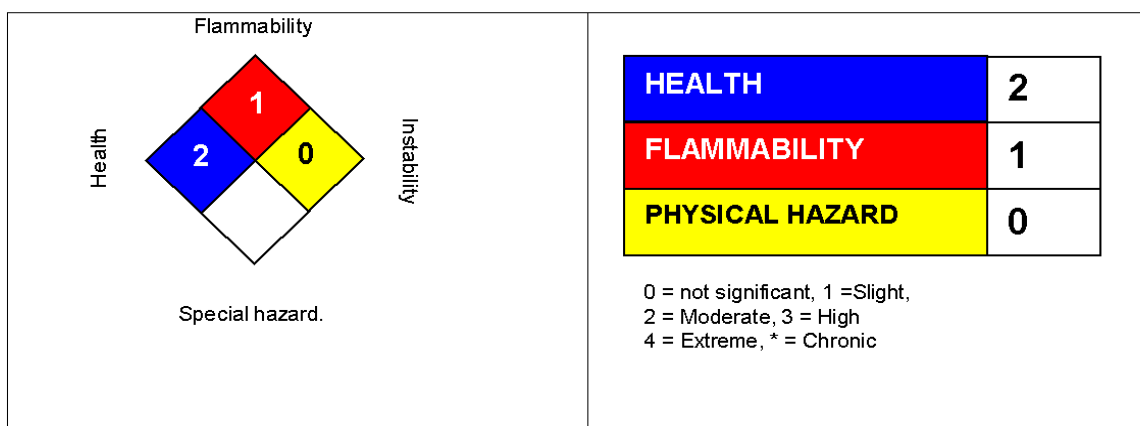 Flammability
1
Health
2
0
Instability
Special hazard.
HEALTH 2
FLAMMABILITY 1
PHYSICAL HAZARD 0
0 = not significant, 1 =Slight,
2 = Moderate, 3 = High
4 = Extreme, * = Chronic